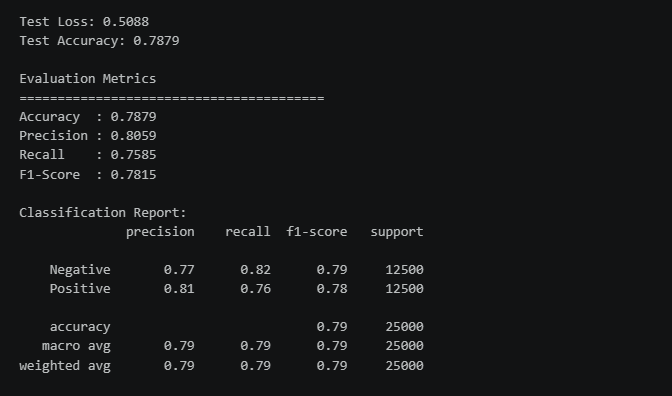 Test Loss: 0.5088
Test Accuracy: 0.7879
Evaluation Metrics
========================================
Accuracy  : 0.7879
Precision : 0.8059
Recall    : 0.7585
F1-Score  : 0.7815
Classification Report:
              precision    recall  f1-score   support
    Negative       0.77      0.82      0.79     12500
    Positive       0.81      0.76      0.78     12500
    accuracy                           0.79     25000
   macro avg       0.79      0.79      0.79     25000
weighted avg       0.79      0.79      0.79     25000